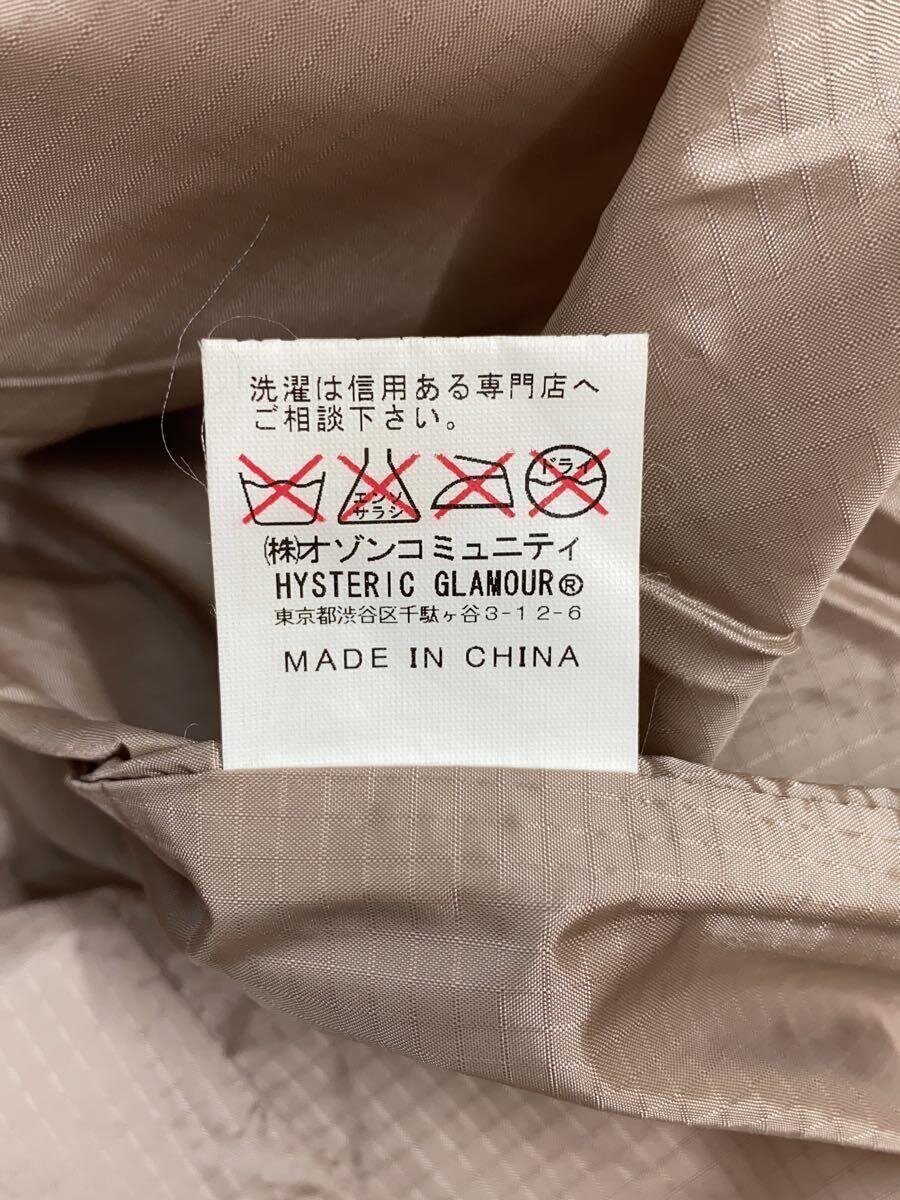 洗濯は信用ある専門店へ
ご相談下さい。
エンソ
サラシ
ドライ
㈱オゾンコミュニティ
HYSTERIC GLAMOUR®
東京都渋谷区千駄ヶ谷3-12-6
MADE IN CHINA